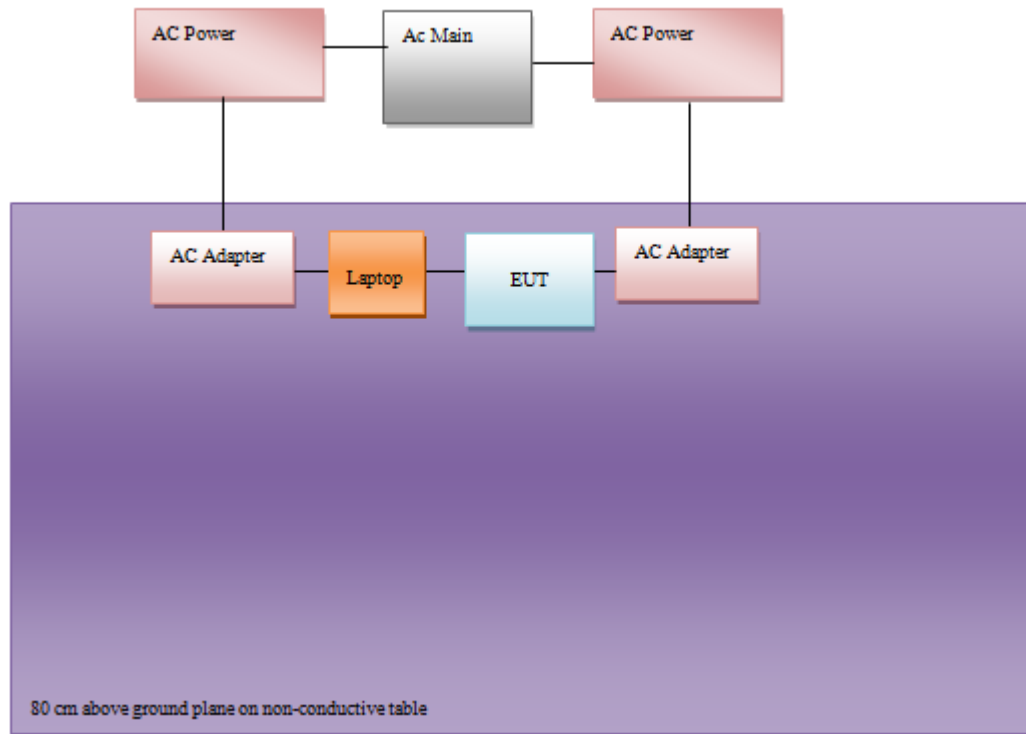 AC Power
Ac Main
AC Power
AC Adapter
Laptop
EUT
AC Adapter
80 cm above ground plane on non-conductive table